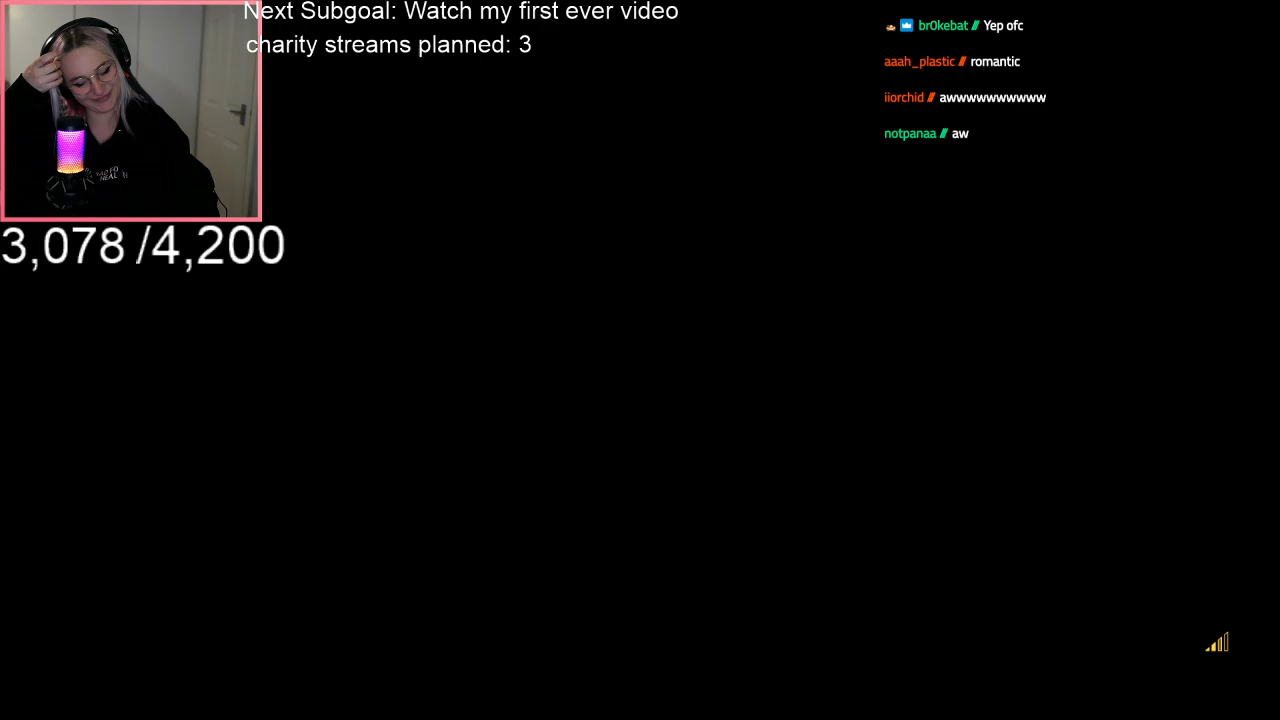 Next Subgoal: Watch my first ever video
charity streams planned: 3
3,078 /4,200
br0kebat // Yep ofc
aaah_plastic // romantic
iiorchid // awwwwwwwwww
notpanaa // aw